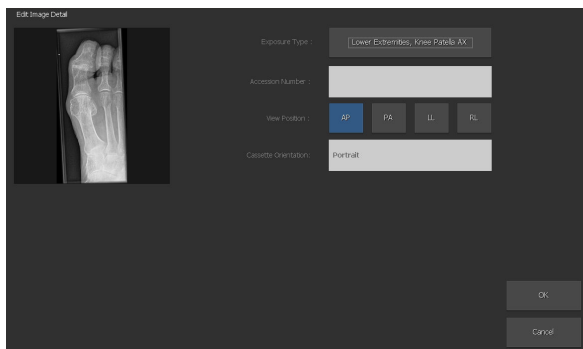 Edit Image Detail
Exposure Type :
Lower Extremities, Knee Patella AX
Accession Number :
View Position :
AP
PA
LL
RL
Cassette Orientation:
Portrait
OK
Cancel